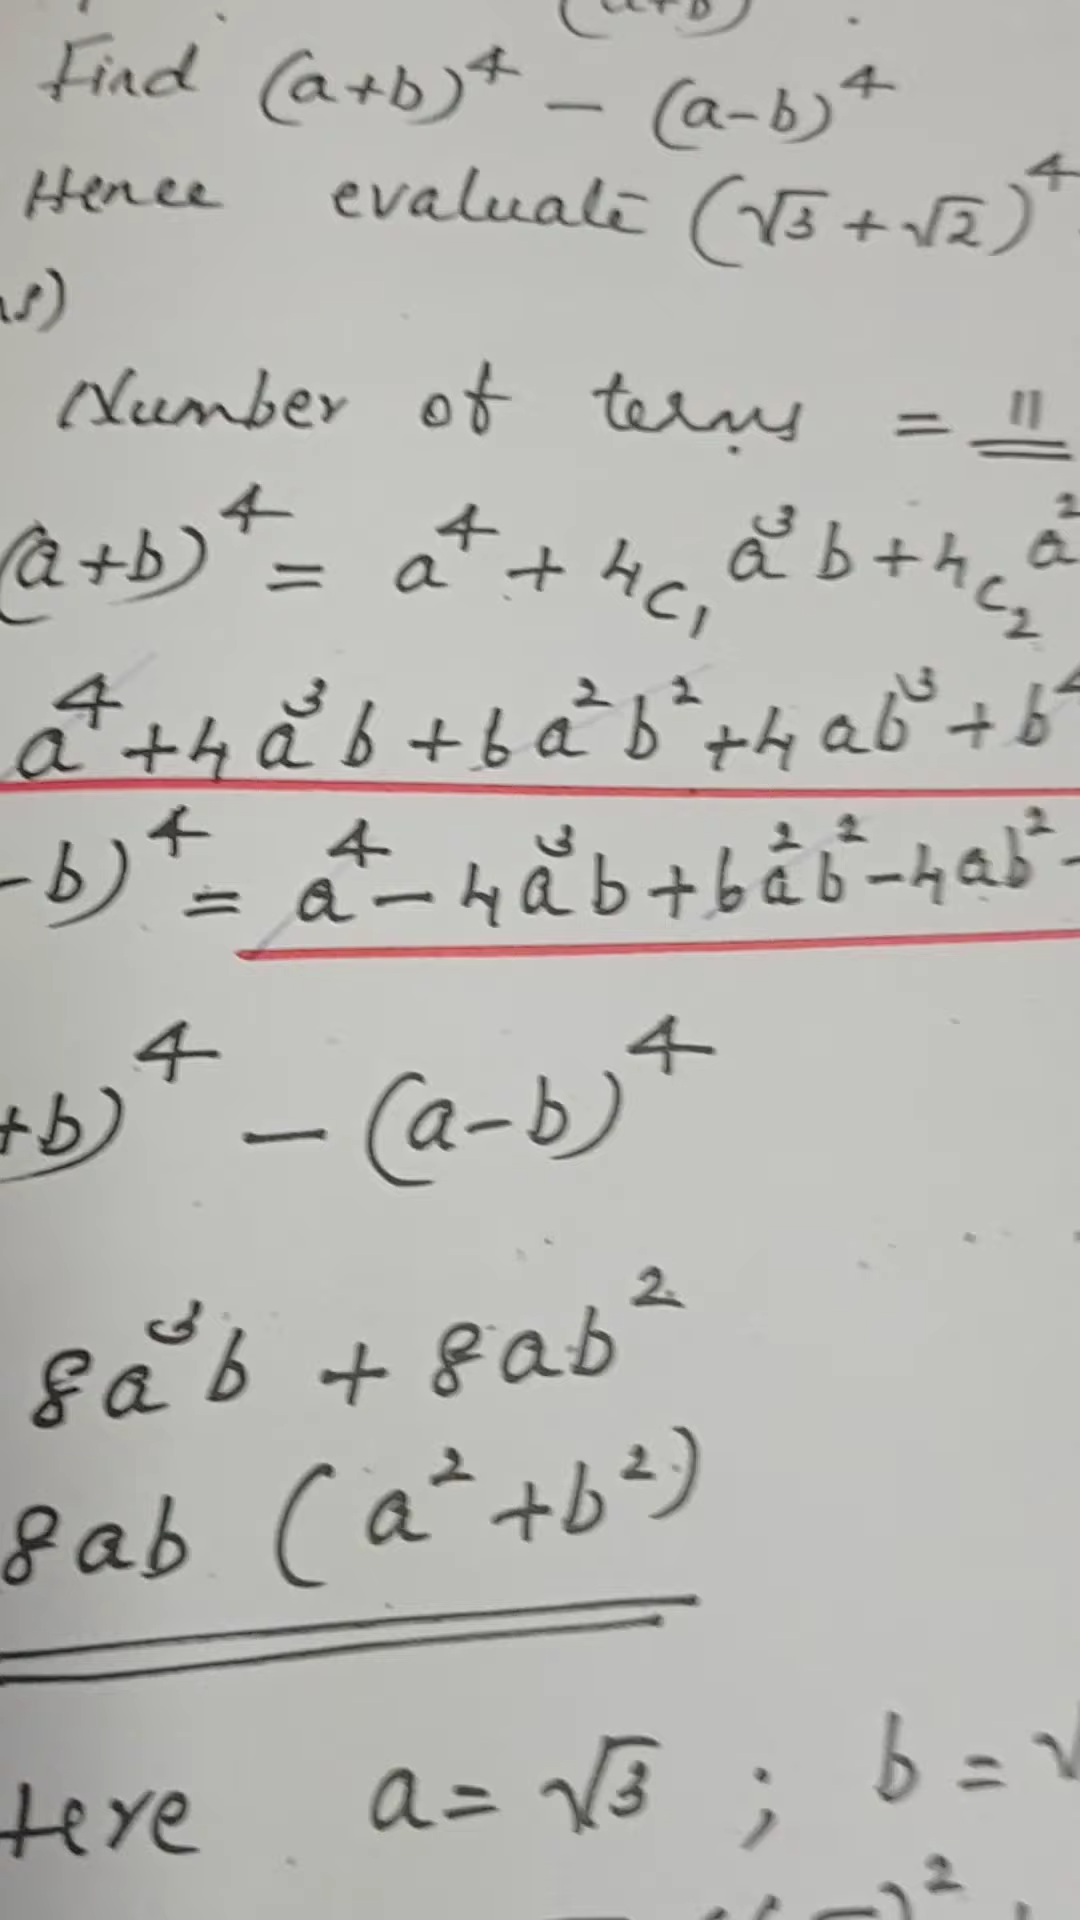 Find (a+b)⁴ - (a-b)⁴
Hence evaluate (√3 + √2)⁴
ns)
Number of terms = 11
(a+b)⁴ = a⁴ + 4c₁ a³b + 4c₂ a²
a⁴ + 4a³b + 6a²b² + 4ab³ + b⁴
-b)⁴ = a⁴ - 4a³b + 6a²b² - 4ab²
+b)⁴ - (a-b)⁴
8a³b + 8ab²
8ab (a² + b²)
Here a = √3 ; b = √